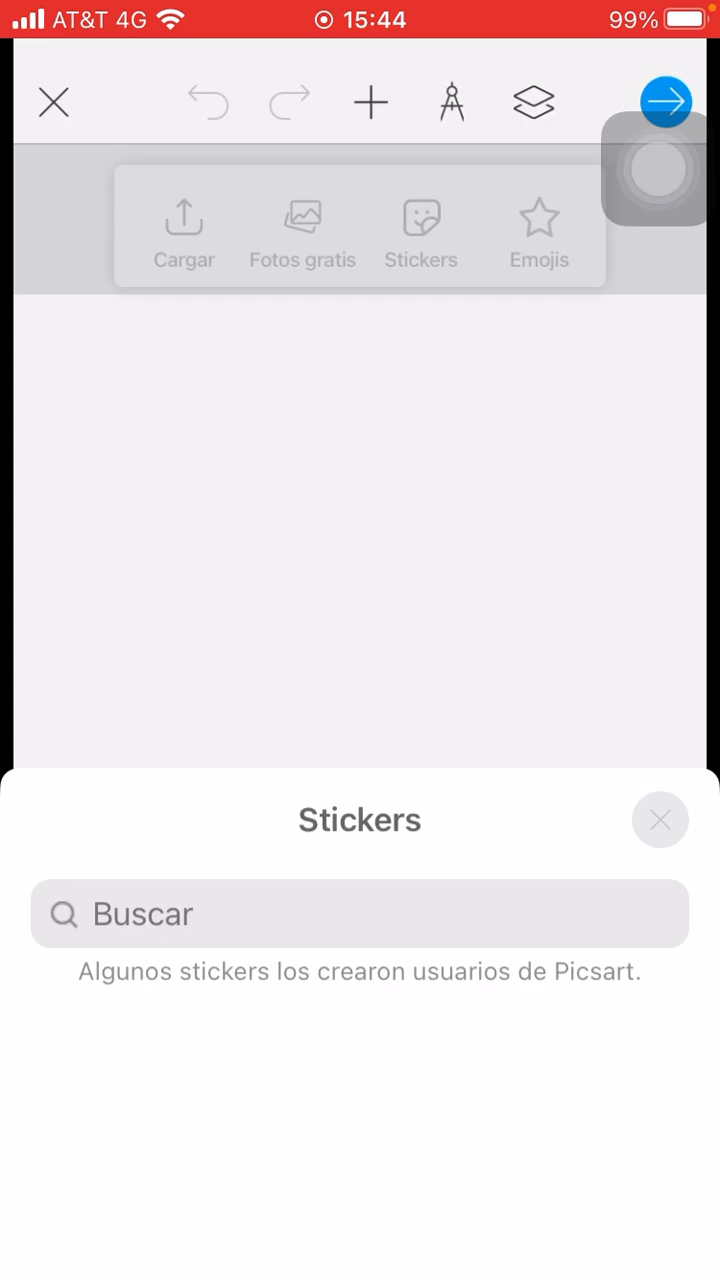 AT&T 4G 15:44 99%
Cargar Fotos gratis Stickers Emojis
Stickers
Buscar
Algunos stickers los crearon usuarios de Picsart.